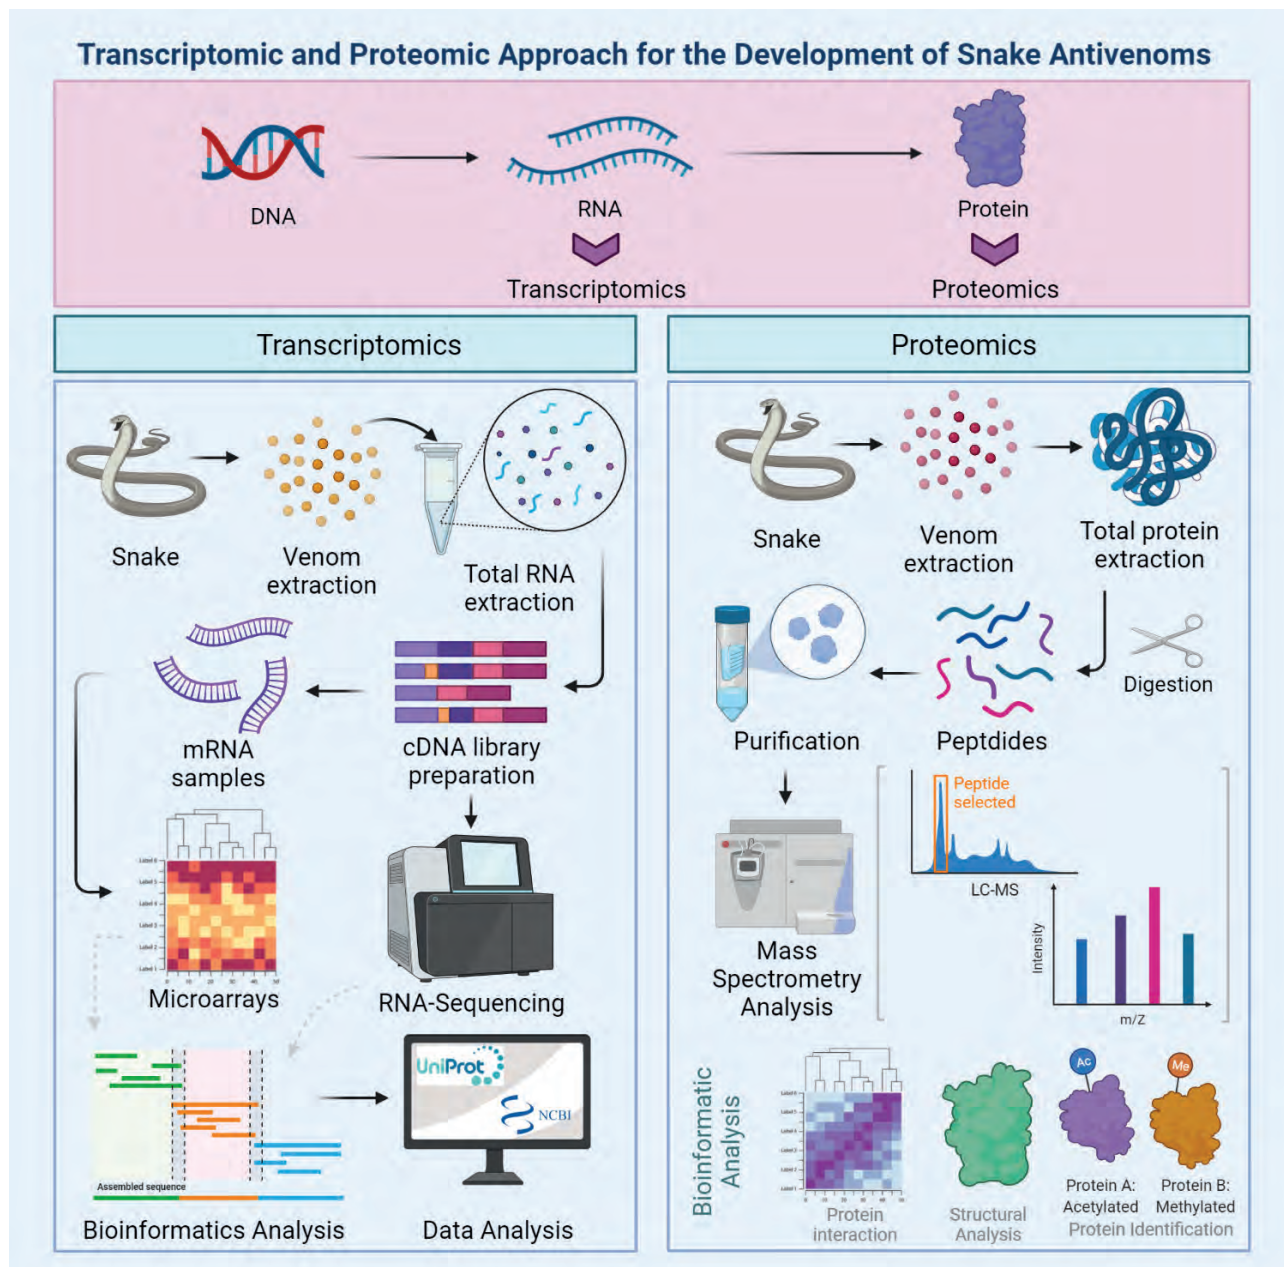 Transcriptomic and Proteomic Approach for the Development of Snake Antivenoms
DNA
RNA
Protein
Transcriptomics
Proteomics
Transcriptomics
Proteomics
Snake
Venom
extraction
Total RNA
extraction
mRNA
samples
cDNA library
preparation
Microarrays
RNA-Sequencing
Assembled sequence
Bioinformatics Analysis
UniProt
NCBI
Data Analysis
Snake
Venom
extraction
Total protein
extraction
Digestion
Purification
Peptdides
Peptide
selected
LC-MS
Intensity
m/Z
Mass
Spectrometry
Analysis
Bioinformatic
Analysis
Protein
interaction
Structural
Analysis
Ac
Me
Protein A:
Acetylated
Protein B:
Methylated
Protein Identification